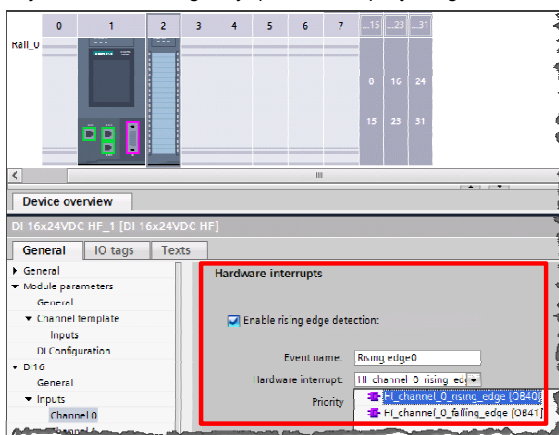 0 1 2 3 4 5 6 7 ...15 ...23 ...31
Rail_0
0 16 24
15 23 31
Device overview
DI 16x24VDC HF_1 [DI 16x24VDC HF]
General IO tags Texts
General
Module parameters
General
Channel template
Inputs
DI Configuration
General
Inputs
Channel 0
Hardware interrupts
Enable rising edge detection:
Event name: Rising edge0
Hardware interrupt:
Priority
HI_channel_0_rising_edge [OB40]
HI_channel_0_falling_edge [OB41]